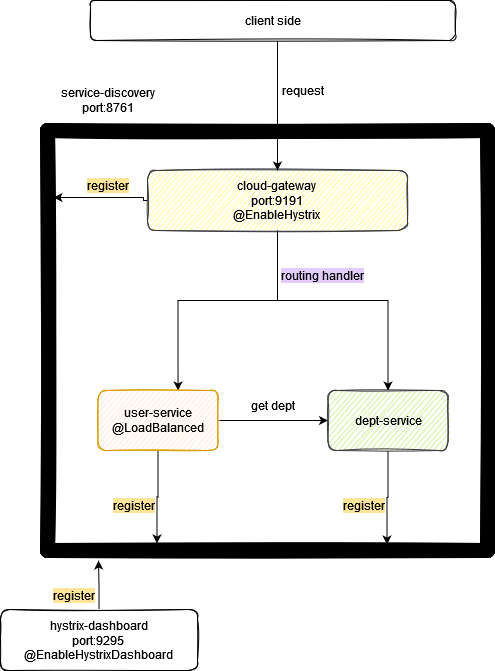 client side
request
service-discovery
port:8761
cloud-gateway
port:9191
@EnableHystrix
register
routing handler
user-service
@LoadBalanced
get dept
dept-service
register
register
register
hystrix-dashboard
port:9295
@EnableHystrixDashboard